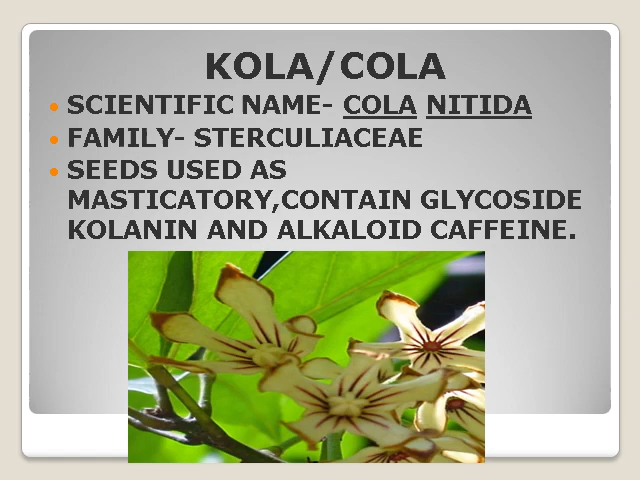 KOLA/COLA
• SCIENTIFIC NAME- COLA NITIDA
• FAMILY- STERCULIACEAE
• SEEDS USED AS
MASTICATORY,CONTAIN GLYCOSIDE
KOLANIN AND ALKALOID CAFFEINE.